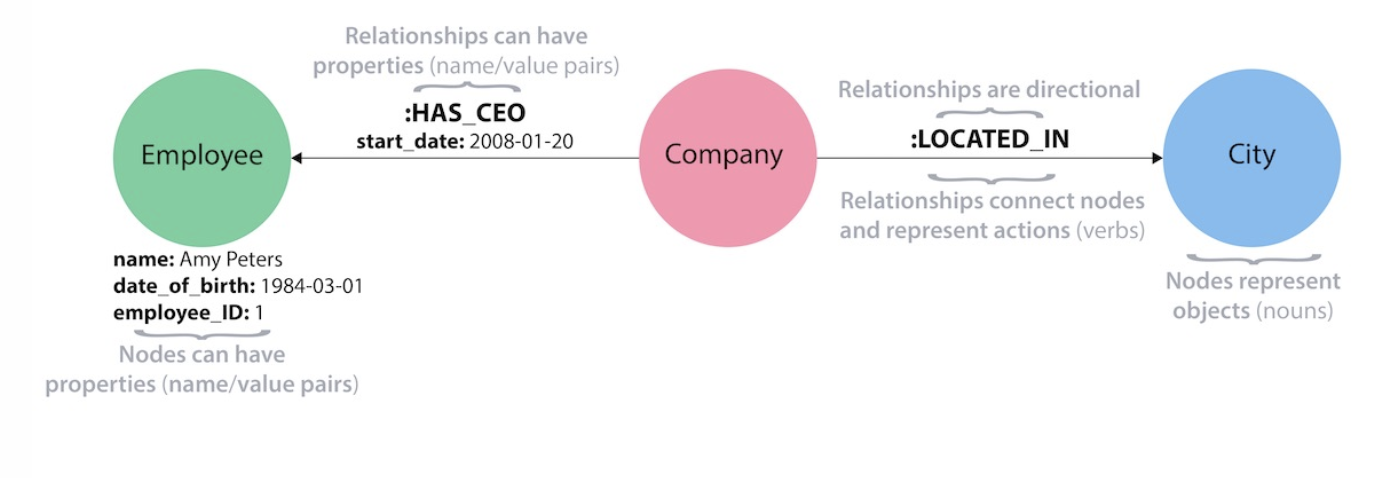 Relationships can have
properties (name/value pairs)
:HAS_CEO
start_date: 2008-01-20
Employee
name: Amy Peters
date_of_birth: 1984-03-01
employee_ID: 1
Nodes can have
properties (name/value pairs)
Company
Relationships are directional
:LOCATED_IN
Relationships connect nodes
and represent actions (verbs)
City
Nodes represent
objects (nouns)